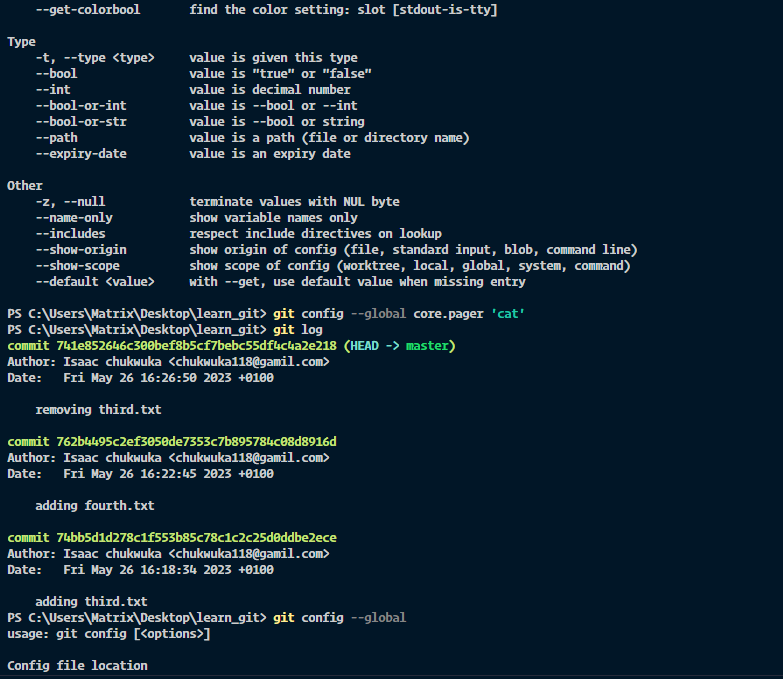 --get-colorbool find the color setting: slot [stdout-is-tty]
Type
-t, --type <type> value is given this type
--bool value is "true" or "false"
--int value is decimal number
--bool-or-int value is --bool or --int
--bool-or-str value is --bool or string
--path value is a path (file or directory name)
--expiry-date value is an expiry date
Other
-z, --null terminate values with NUL byte
--name-only show variable names only
--includes respect include directives on lookup
--show-origin show origin of config (file, standard input, blob, command line)
--show-scope show scope of config (worktree, local, global, system, command)
--default <value> with --get, use default value when missing entry
PS C:\Users\Matrix\Desktop\learn_git> git config --global core.pager 'cat'
PS C:\Users\Matrix\Desktop\learn_git> git log
commit 741e852646c300bef8b5cf7bebc55df4c4a2e218 (HEAD -> master)
Author: Isaac chukwuka <chukwuka118@gamil.com>
Date: Fri May 26 16:26:50 2023 +0100
removing third.txt
commit 762b4495c2ef3050de7353c7b895784c08d8916d
Author: Isaac chukwuka <chukwuka118@gamil.com>
Date: Fri May 26 16:22:45 2023 +0100
adding fourth.txt
commit 74bb5d1d278c1f553b85c78c1c2c25d0ddbe2ece
Author: Isaac chukwuka <chukwuka118@gamil.com>
Date: Fri May 26 16:18:34 2023 +0100
adding third.txt
PS C:\Users\Matrix\Desktop\learn_git> git config --global
usage: git config [<options>]
Config file location